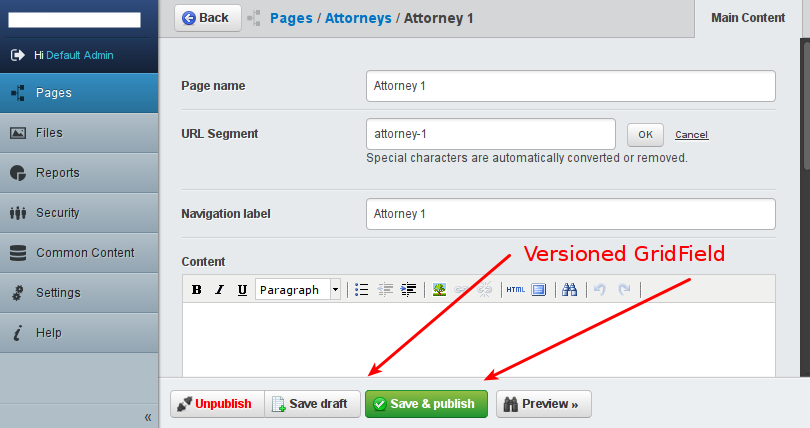 Back
Pages / Attorneys / Attorney 1
Main Content
Hi Default Admin
Pages
Files
Reports
Security
Common Content
Settings
Help
«
Page name
Attorney 1
URL Segment
attorney-1
OK
Cancel
Special characters are automatically converted or removed.
Navigation label
Attorney 1
Versioned GridField
Content
B I U
Paragraph
HTML
Unpublish
Save draft
Save & publish
Preview »